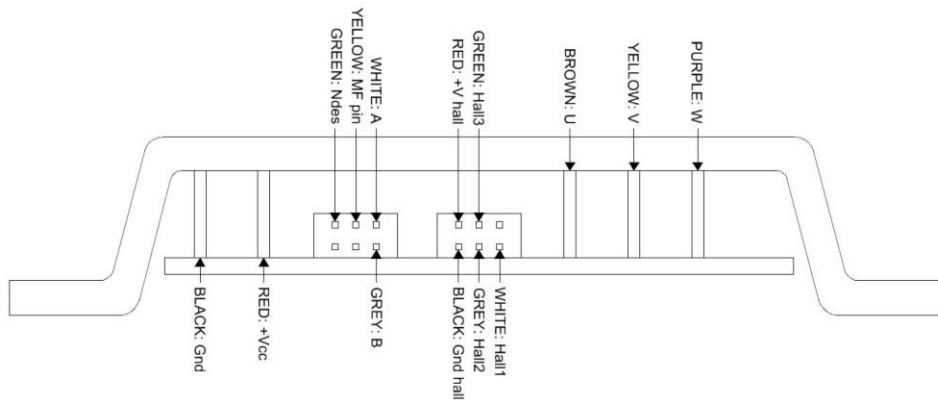 GREEN: Ndes
YELLOW: MF pin
WHITE: A
RED: +V hall
GREEN: Hall3
BROWN: U
YELLOW: V
PURPLE: W
BLACK: Gnd
RED: +Vcc
GREY: B
BLACK: Gnd hall
GREY: Hall2
WHITE: Hall1